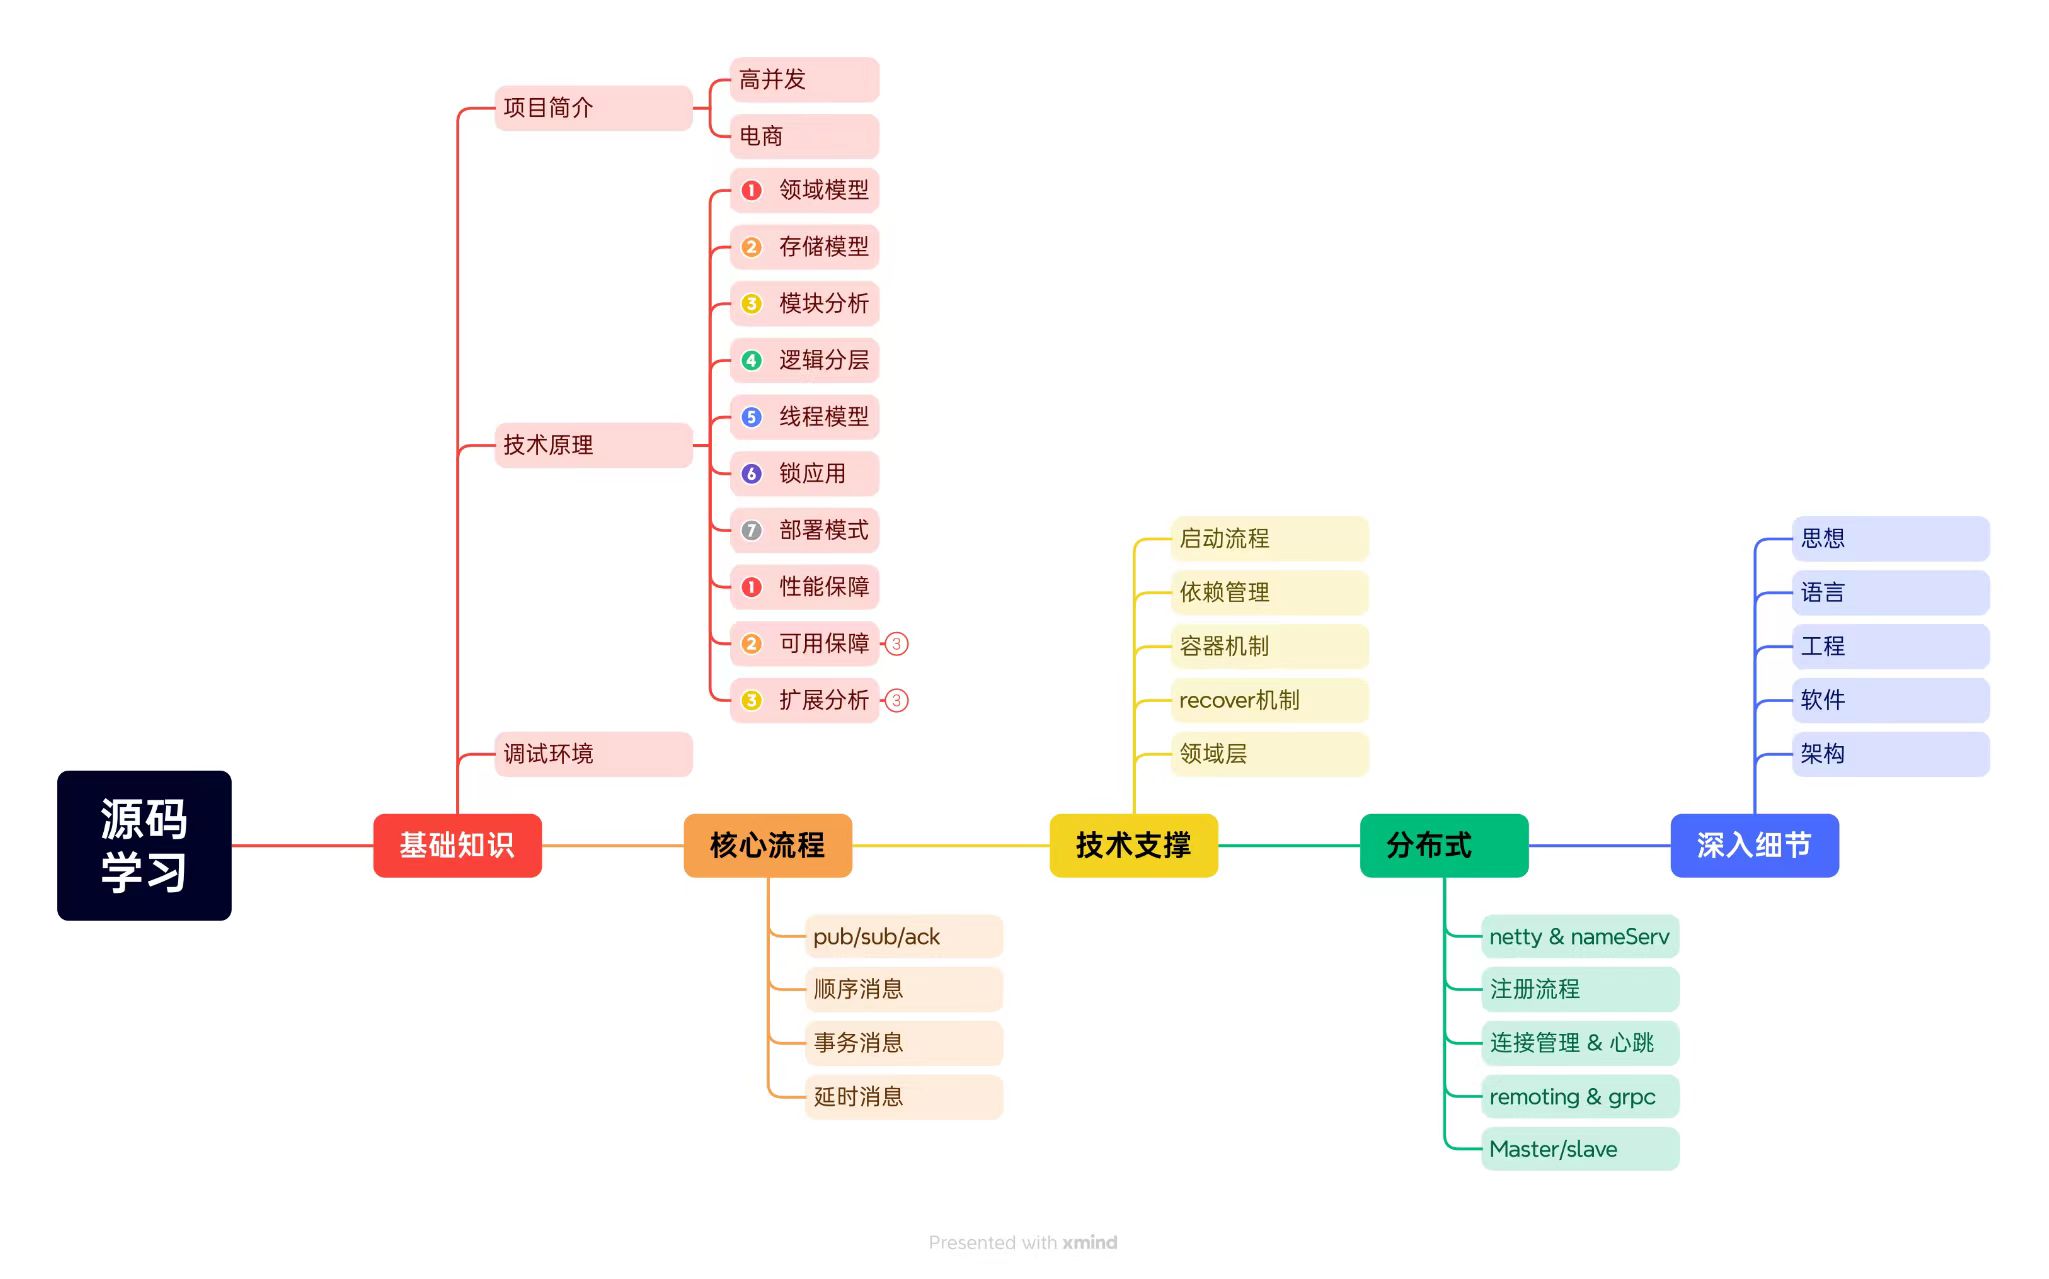 源码
学习
基础知识
项目简介
高并发
电商
技术原理
1 领域模型
2 存储模型
3 模块分析
4 逻辑分层
5 线程模型
6 锁应用
7 部署模式
1 性能保障
2 可用保障 3
3 扩展分析 3
调试环境
核心流程
pub/sub/ack
顺序消息
事务消息
延时消息
技术支撑
启动流程
依赖管理
容器机制
recover机制
领域层
分布式
netty & nameServ
注册流程
连接管理 & 心跳
remoting & grpc
Master/slave
深入细节
思想
语言
工程
软件
架构
Presented with xmind